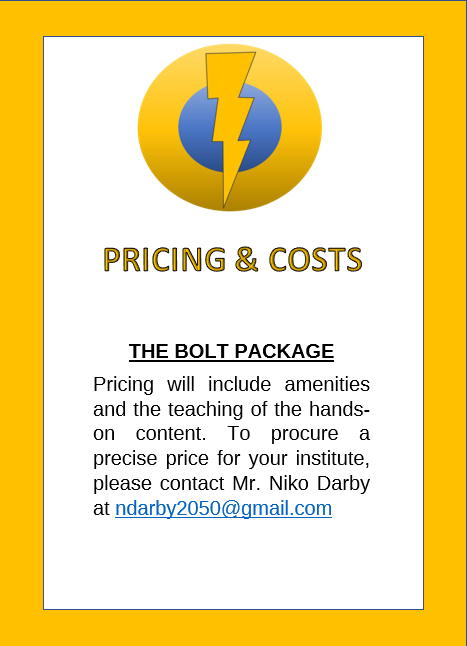 PRICING & COSTS
THE BOLT PACKAGE
Pricing will include amenities
and the teaching of the hands-
on content. To procure a
precise price for your institute,
please contact Mr. Niko Darby
at ndarby2050@gmail.com